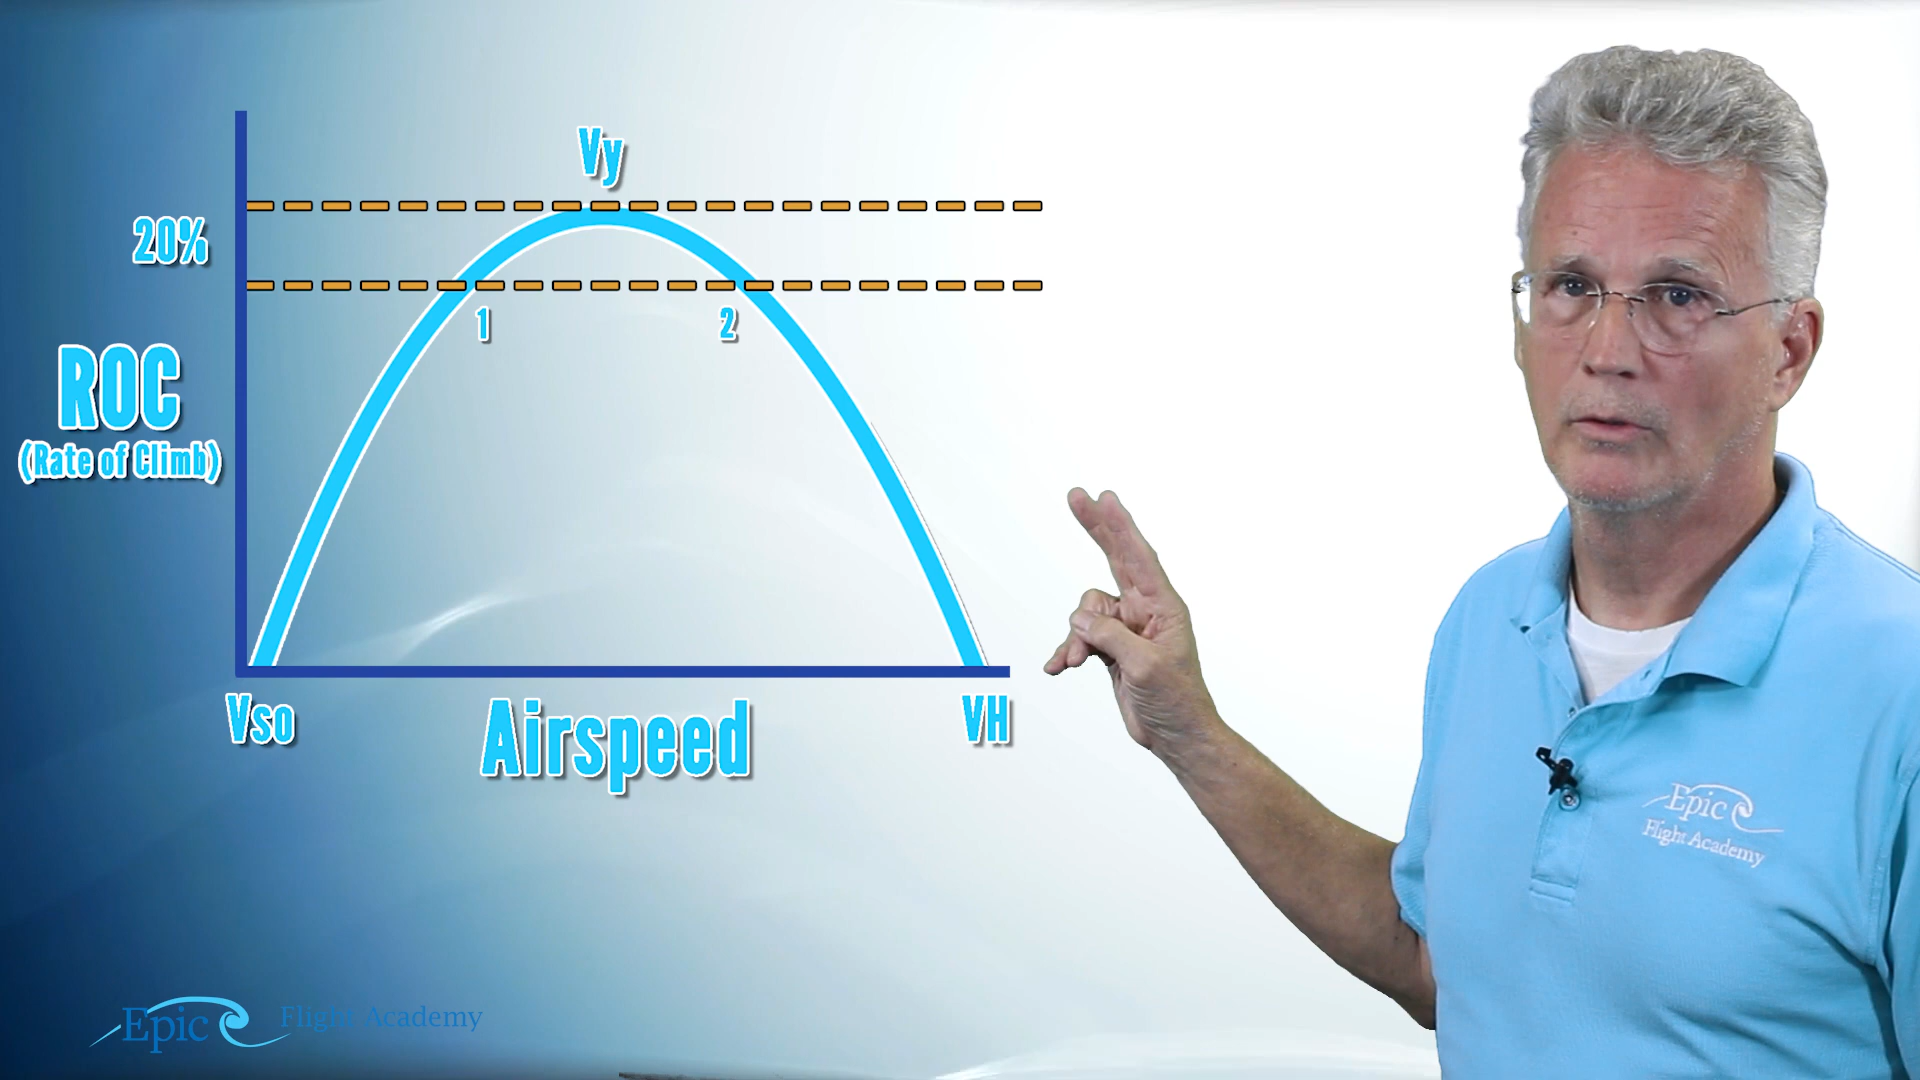 Vy
20%
1
2
ROC
(Rate of Climb)
Vso
Airspeed
VH
Epic
Flight Academy
Epic Flight Academy